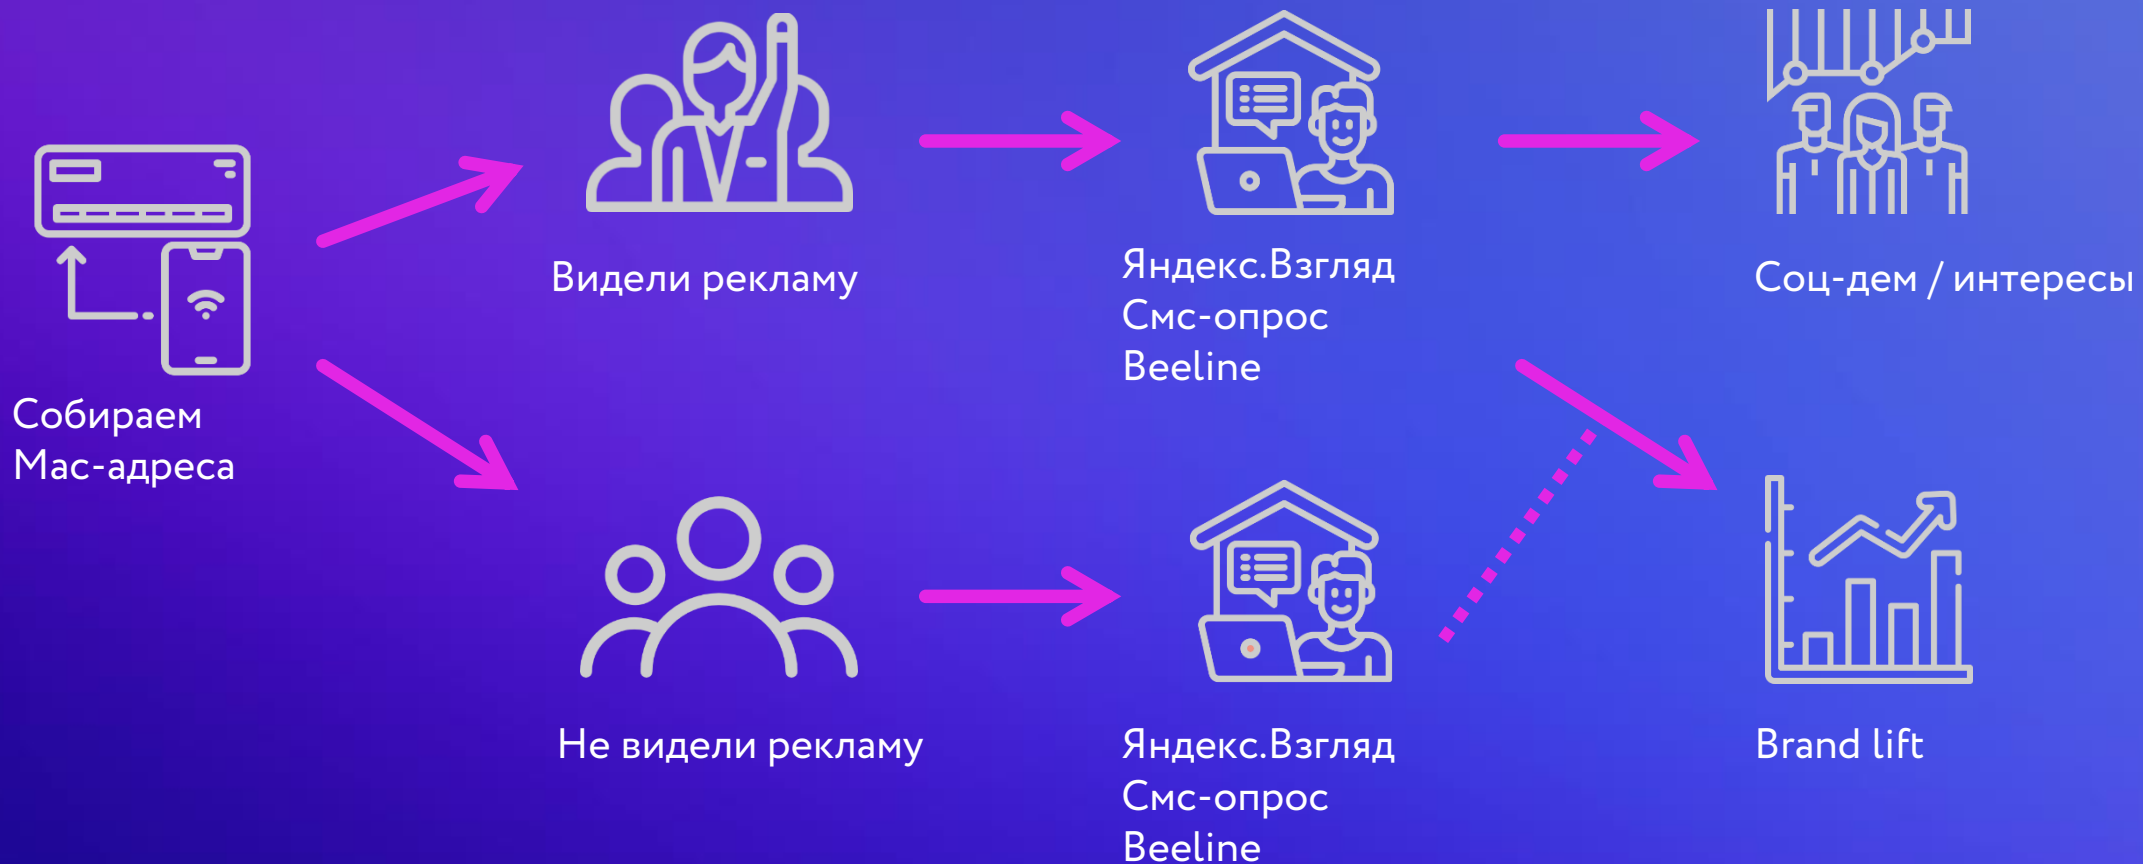 Собираем
Мас-адреса
Видели рекламу
Яндекс.Взгляд
Смс-опрос
Beeline
Соц-дем / интересы
Не видели рекламу
Яндекс.Взгляд
Смс-опрос
Beeline
Brand lift